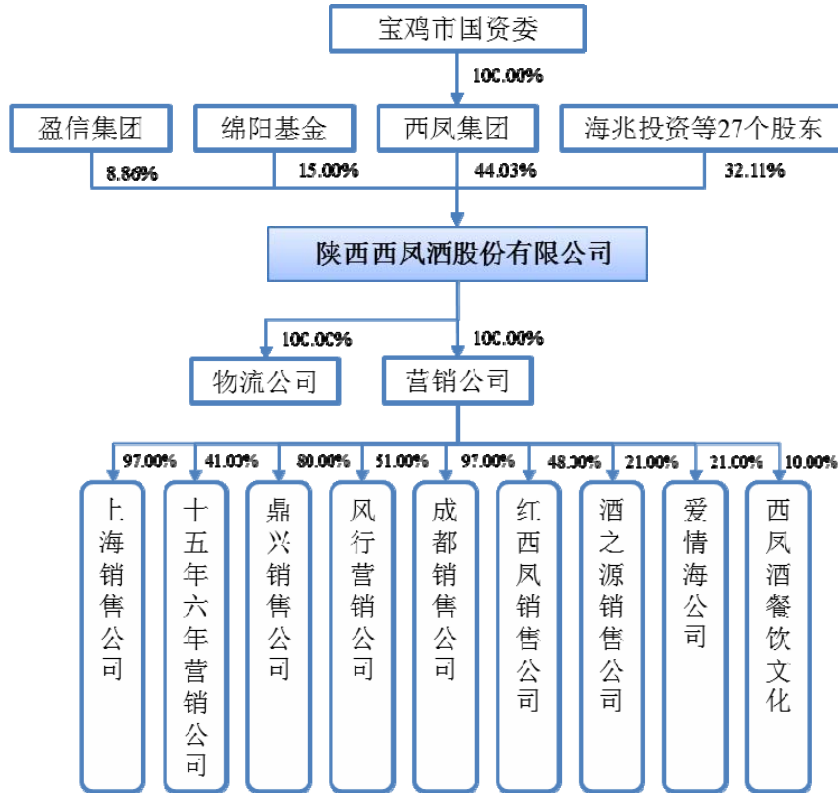 宝鸡市国资委
100.00%
盈信集团
绵阳基金
西凤集团
海兆投资等27个股东
8.86%
15.00%
44.03%
32.11%
陕西西凤酒股份有限公司
100.00%
100.00%
物流公司
营销公司
97.00%
41.00%
80.00%
51.00%
97.00%
48.00%
21.00%
21.00%
10.00%
上海销售公司
十五年六年营销公司
鼎兴销售公司
风行营销公司
成都销售公司
红西凤销售公司
酒之源销售公司
爱情海公司
西凤酒餐饮文化